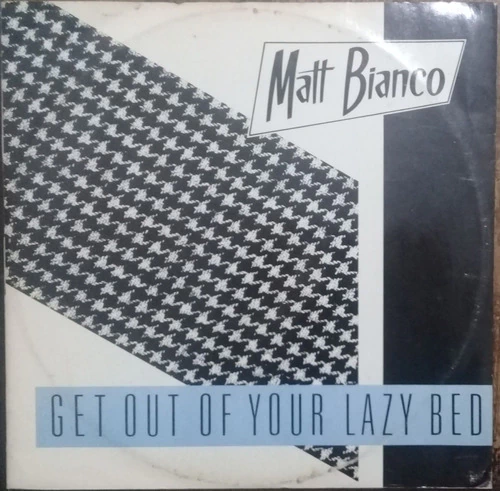 Matt Bianco
GET OUT OF YOUR LAZY BED